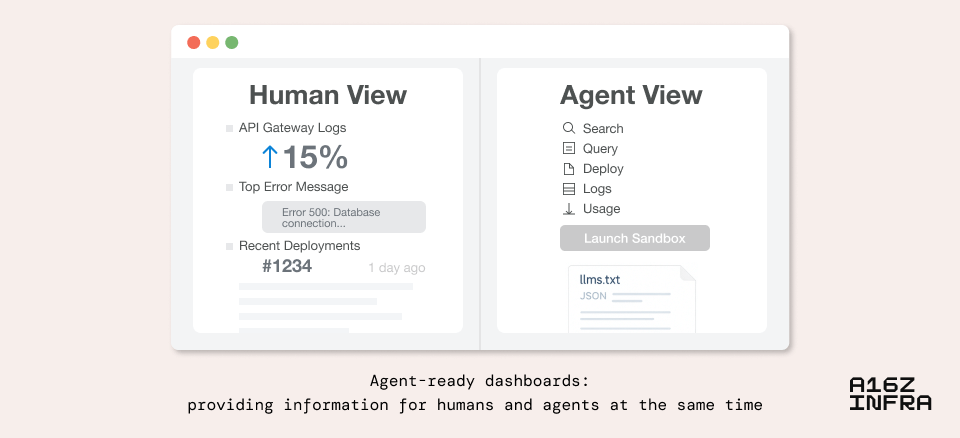 Human View
API Gateway Logs
↑15%
Top Error Message
Error 500: Database
connection...
Recent Deployments
#1234 1 day ago
Agent View
Search
Query
Deploy
Logs
Usage
Launch Sandbox
llms.txt
JSON
Agent-ready dashboards:
providing information for humans and agents at the same time
A16Z
INFRA